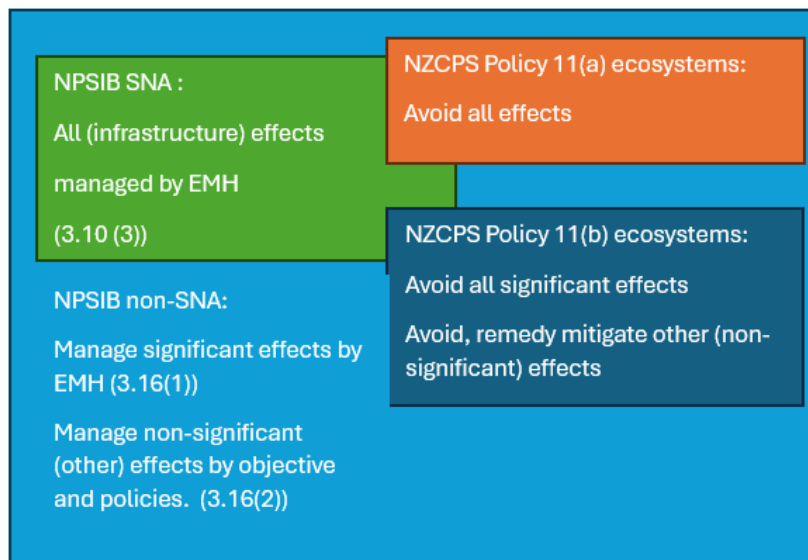 NPSIB SNA :
All (infrastructure) effects
managed by EMH
(3.10 (3))
NZCPS Policy 11(a) ecosystems:
Avoid all effects
NZCPS Policy 11(b) ecosystems:
Avoid all significant effects
Avoid, remedy mitigate other (non-
significant) effects
NPSIB non-SNA:
Manage significant effects by
EMH (3.16(1))
Manage non-significant
(other) effects by objective
and policies.  (3.16(2))